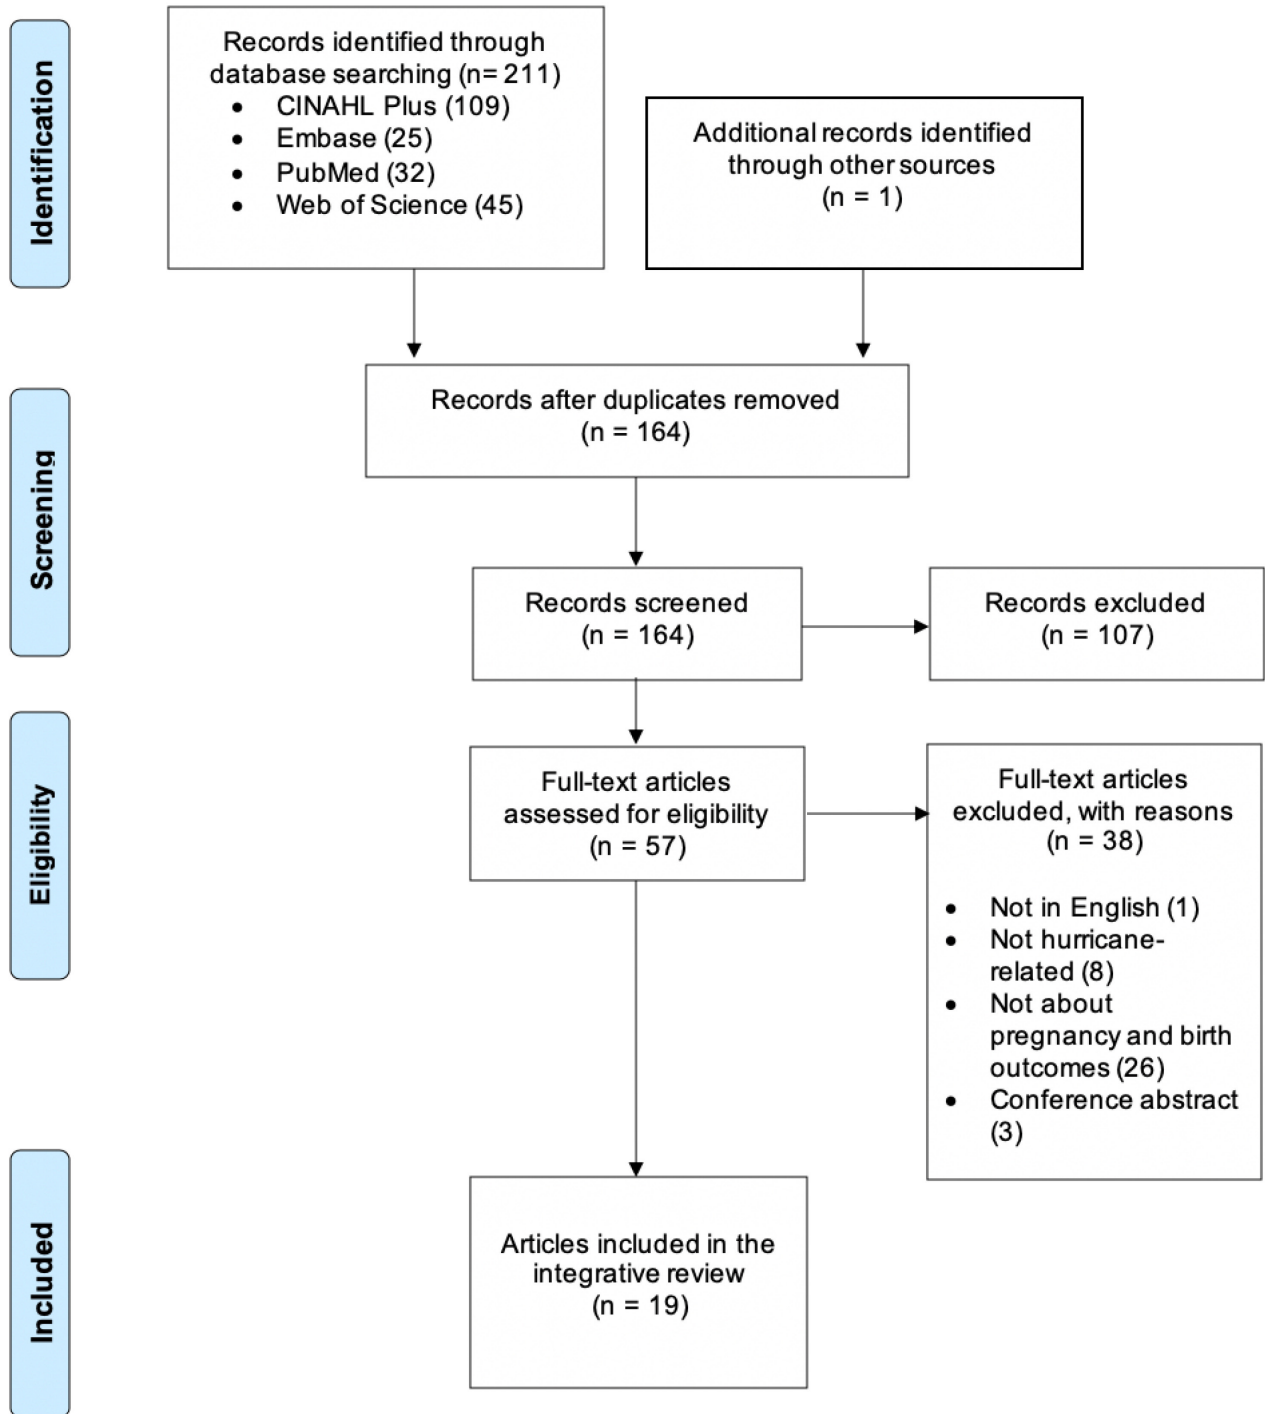 Identification
Records identified through
database searching (n= 211)
• CINAHL Plus (109)
• Embase (25)
• PubMed (32)
• Web of Science (45)
Additional records identified
through other sources
(n = 1)
Screening
Records after duplicates removed
(n = 164)
Records screened
(n = 164)
Records excluded
(n = 107)
Eligibility
Full-text articles
assessed for eligibility
(n = 57)
Full-text articles
excluded, with reasons
(n = 38)
• Not in English (1)
• Not hurricane-
related (8)
• Not about
pregnancy and birth
outcomes (26)
• Conference abstract
(3)
Included
Articles included in the
integrative review
(n = 19)